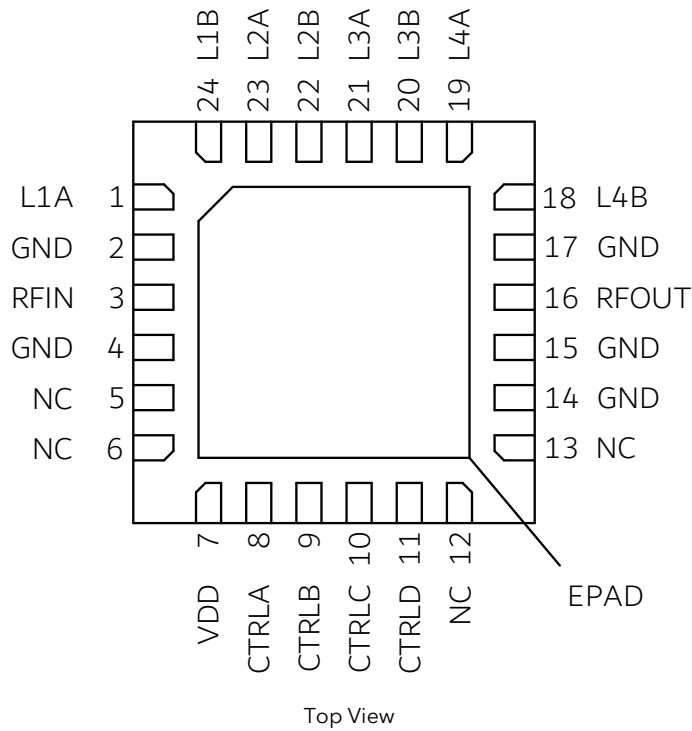 24 L1B
23 L2A
22 L2B
21 L3A
20 L3B
19 L4A
L1A 1
18 L4B
GND 2
17 GND
RFIN 3
16 RFOUT
GND 4
15 GND
NC 5
14 GND
NC 6
13 NC
VDD 7
CTRLA 8
CTRLB 9
CTRLC 10
CTRLD 11
NC 12
EPAD
Top View